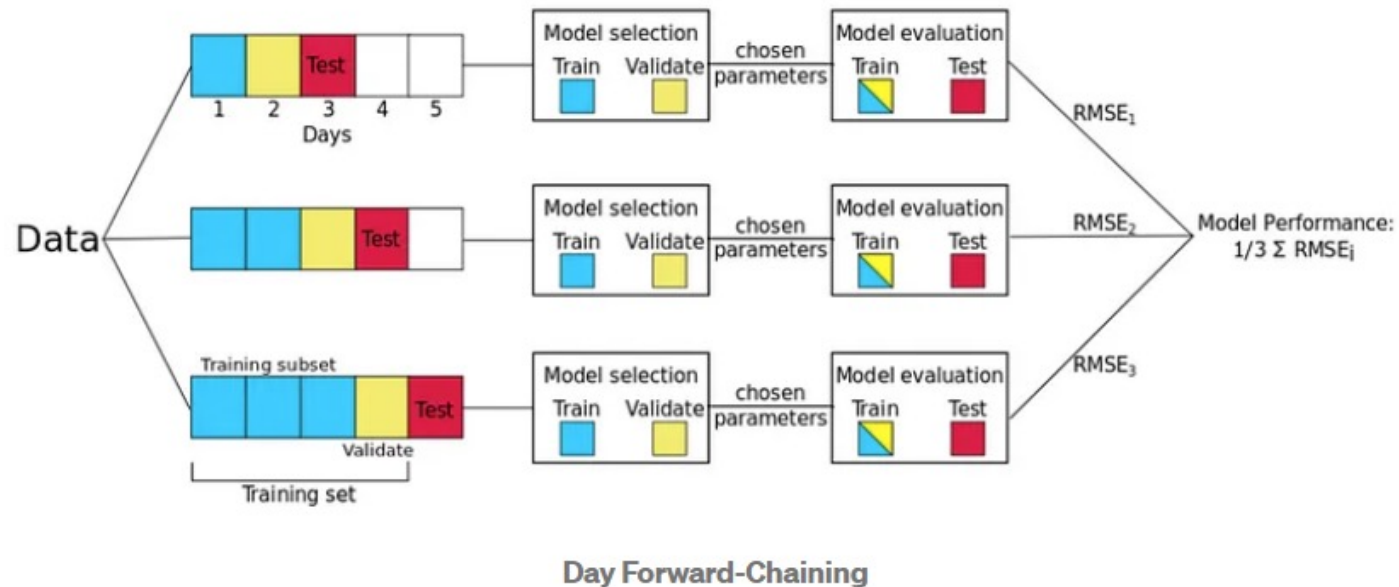 Data
Test
1 2 3 4 5
Days
Model selection
Train Validate
chosen
parameters
Model evaluation
Train Test
RMSE₁
Test
Model selection
Train Validate
chosen
parameters
Model evaluation
Train Test
RMSE₂
Model Performance:
1/3 Σ RMSEᵢ
Training subset
Test
Validate
Training set
Model selection
Train Validate
chosen
parameters
Model evaluation
Train Test
RMSE₃
Day Forward-Chaining